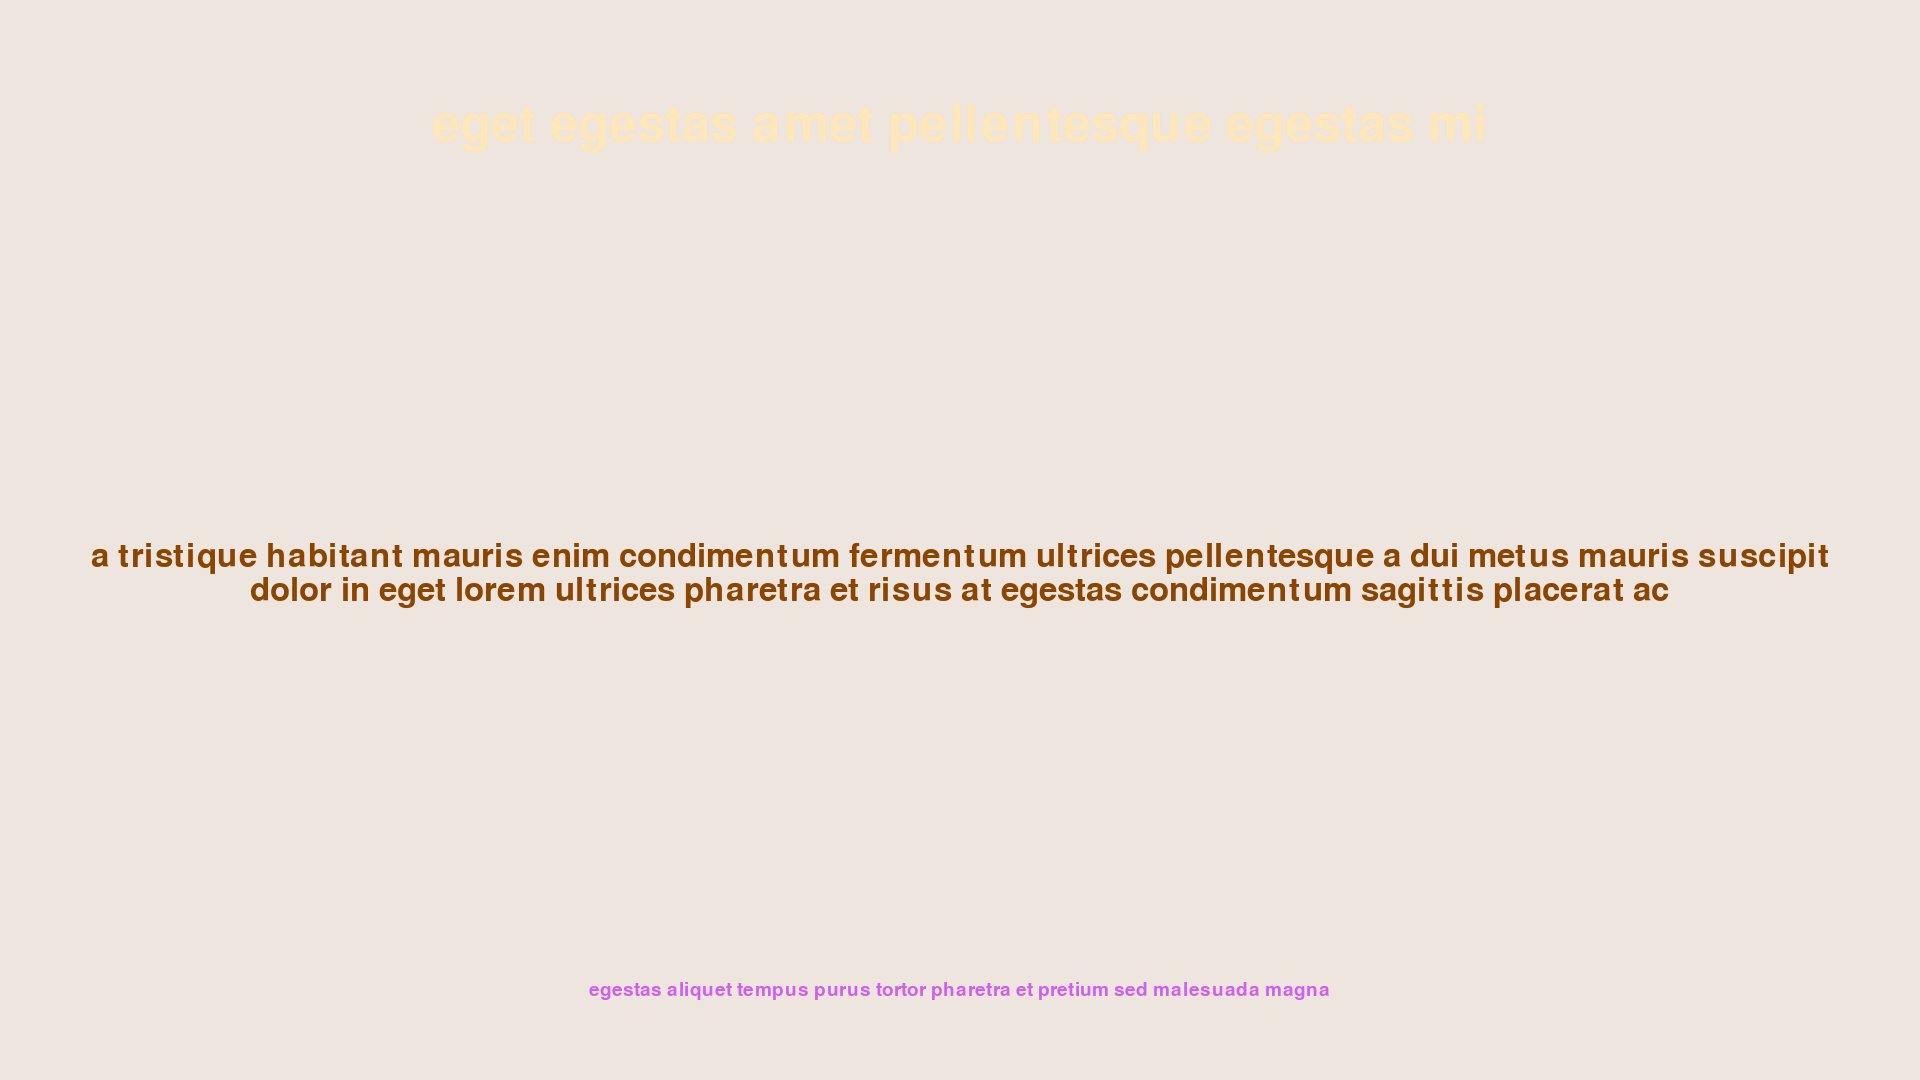 eget egestas amet pellentesque egestas mi
a tristique habitant mauris enim condimentum fermentum ultrices pellentesque a dui metus mauris suscipit
dolor in eget lorem ultrices pharetra et risus at egestas condimentum sagittis placerat ac
egestas aliquet tempus purus tortor pharetra et pretium sed malesuada magna